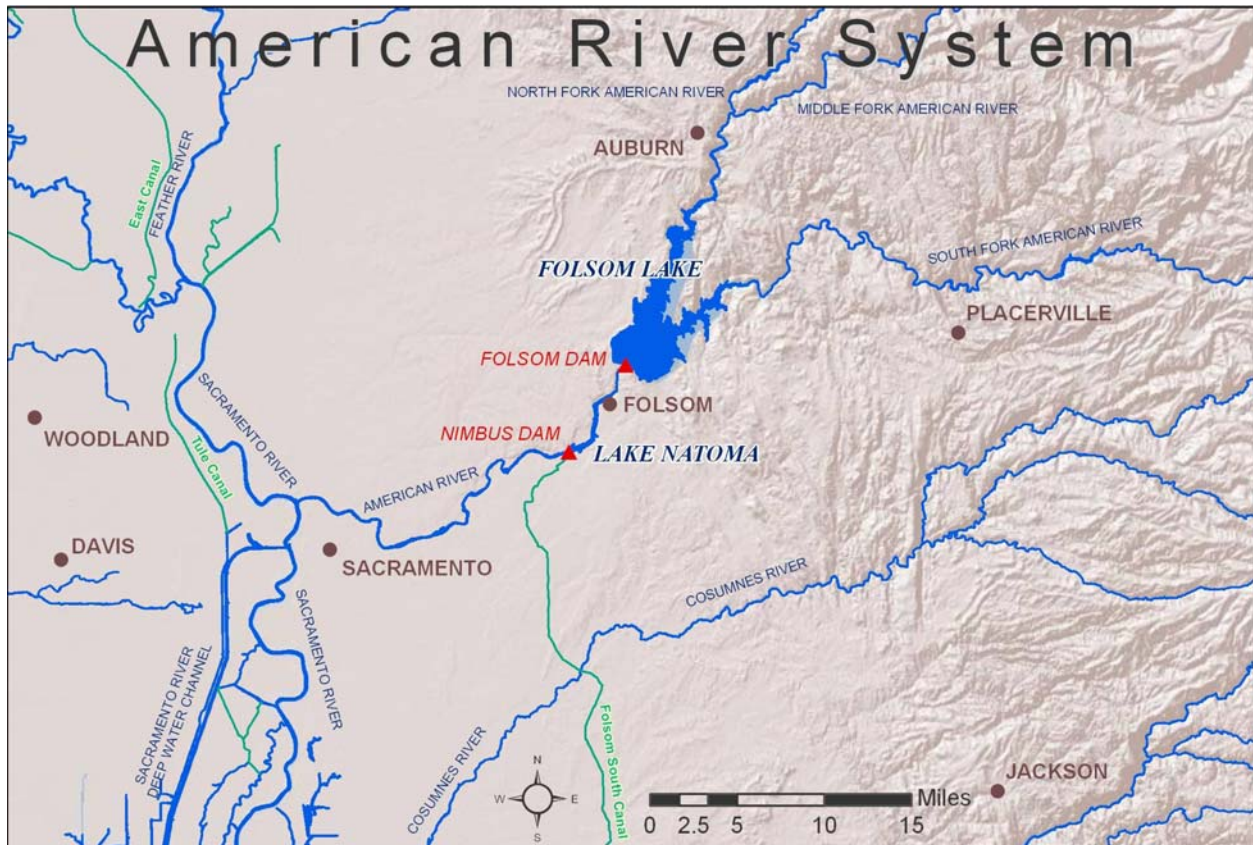 American River System
NORTH FORK AMERICAN RIVER
MIDDLE FORK AMERICAN RIVER
AUBURN
East Canal
FEATHER RIVER
SOUTH FORK AMERICAN RIVER
FOLSOM LAKE
PLACERVILLE
FOLSOM DAM
SACRAMENTO RIVER
FOLSOM
WOODLAND
Tule Canal
NIMBUS DAM
LAKE NATOMA
AMERICAN RIVER
DAVIS
SACRAMENTO
COSUMNES RIVER
SACRAMENTO RIVER
SACRAMENTO RIVER
DEEP WATER CHANNEL
COSUMNES RIVER
Folsom South Canal
N
W
E
S
JACKSON
Miles
0 2.5 5 10 15